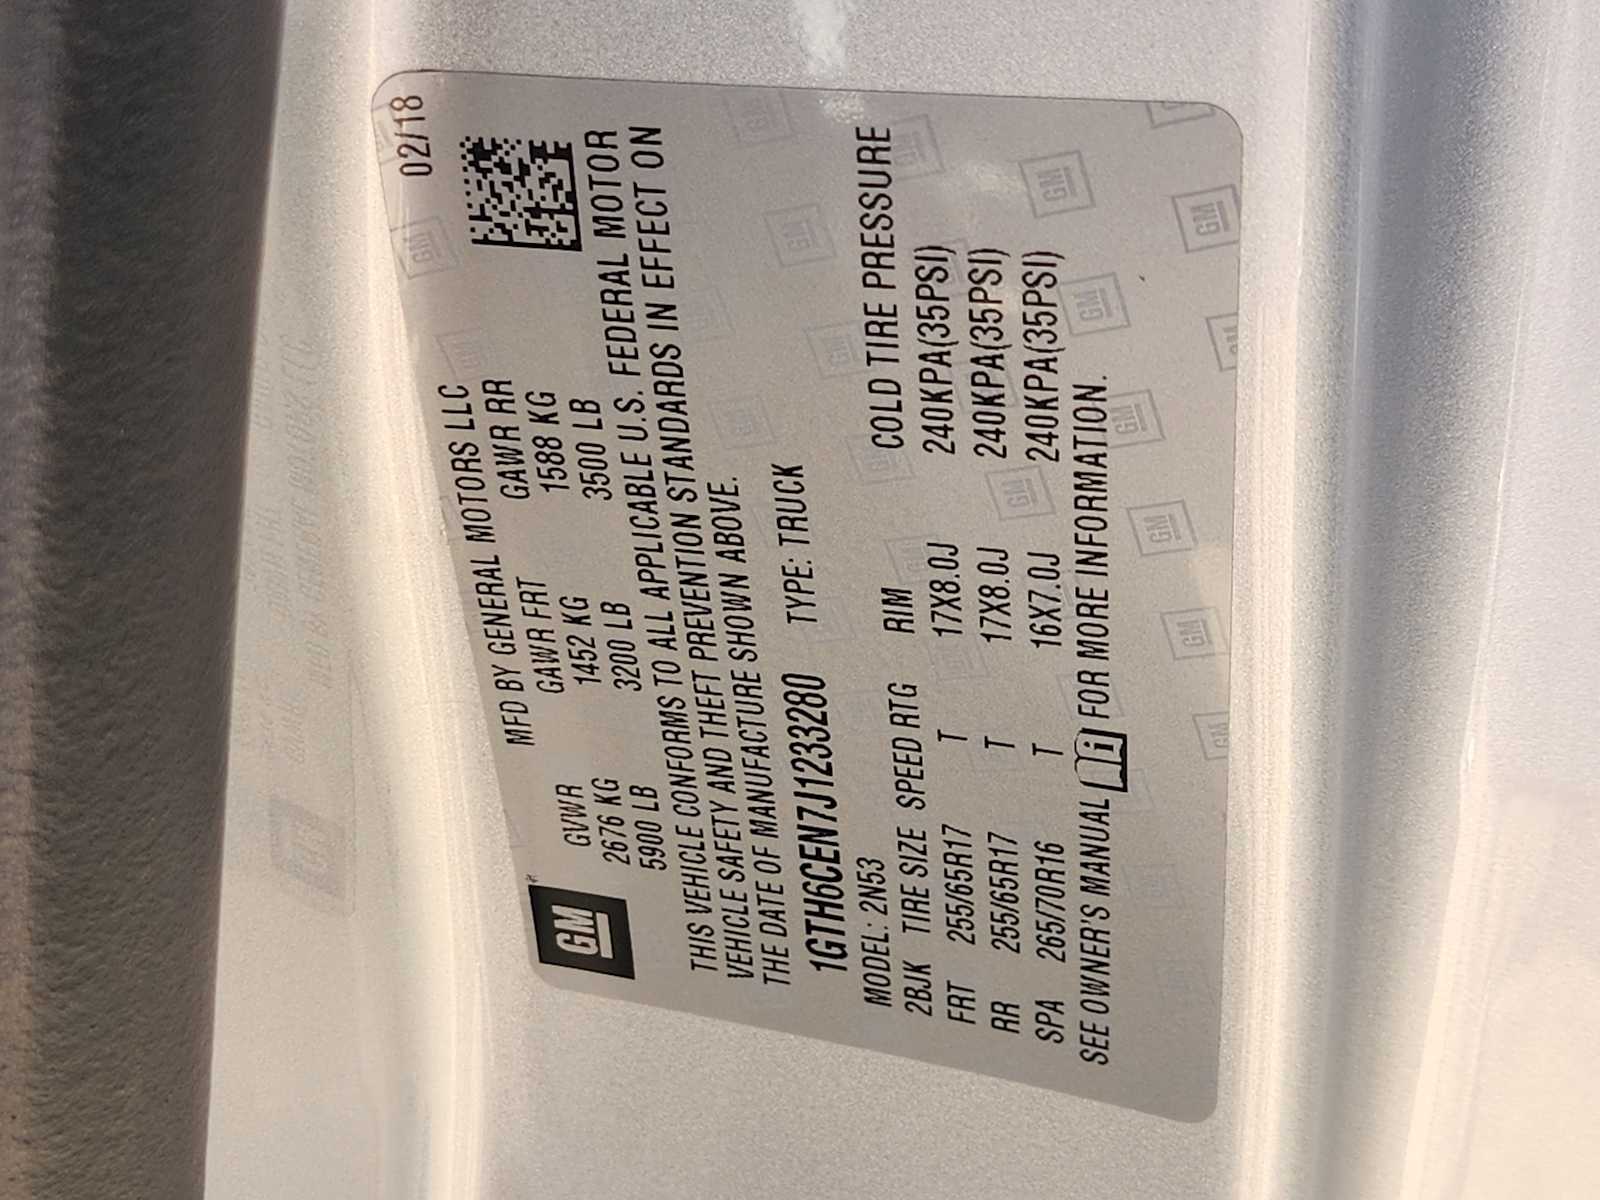 02/18
MFD BY GENERAL MOTORS LLC
GM
GVWR GAWR FRT GAWR RR
2676 KG 1452 KG 1588 KG
5900 LB 3200 LB 3500 LB
THIS VEHICLE CONFORMS TO ALL APPLICABLE U.S. FEDERAL MOTOR
VEHICLE SAFETY AND THEFT PREVENTION STANDARDS IN EFFECT ON
THE DATE OF MANUFACTURE SHOWN ABOVE.
1GTH6CEN7J1233280 TYPE: TRUCK
MODEL: 2N53
2BJK TIRE SIZE SPEED RTG RIM COLD TIRE PRESSURE
FRT 255/65R17 T 17X8.0J 240KPA(35PSI)
RR 255/65R17 T 17X8.0J 240KPA(35PSI)
SPA 265/70R16 T 16X7.0J 240KPA(35PSI)
SEE OWNER'S MANUAL i FOR MORE INFORMATION.